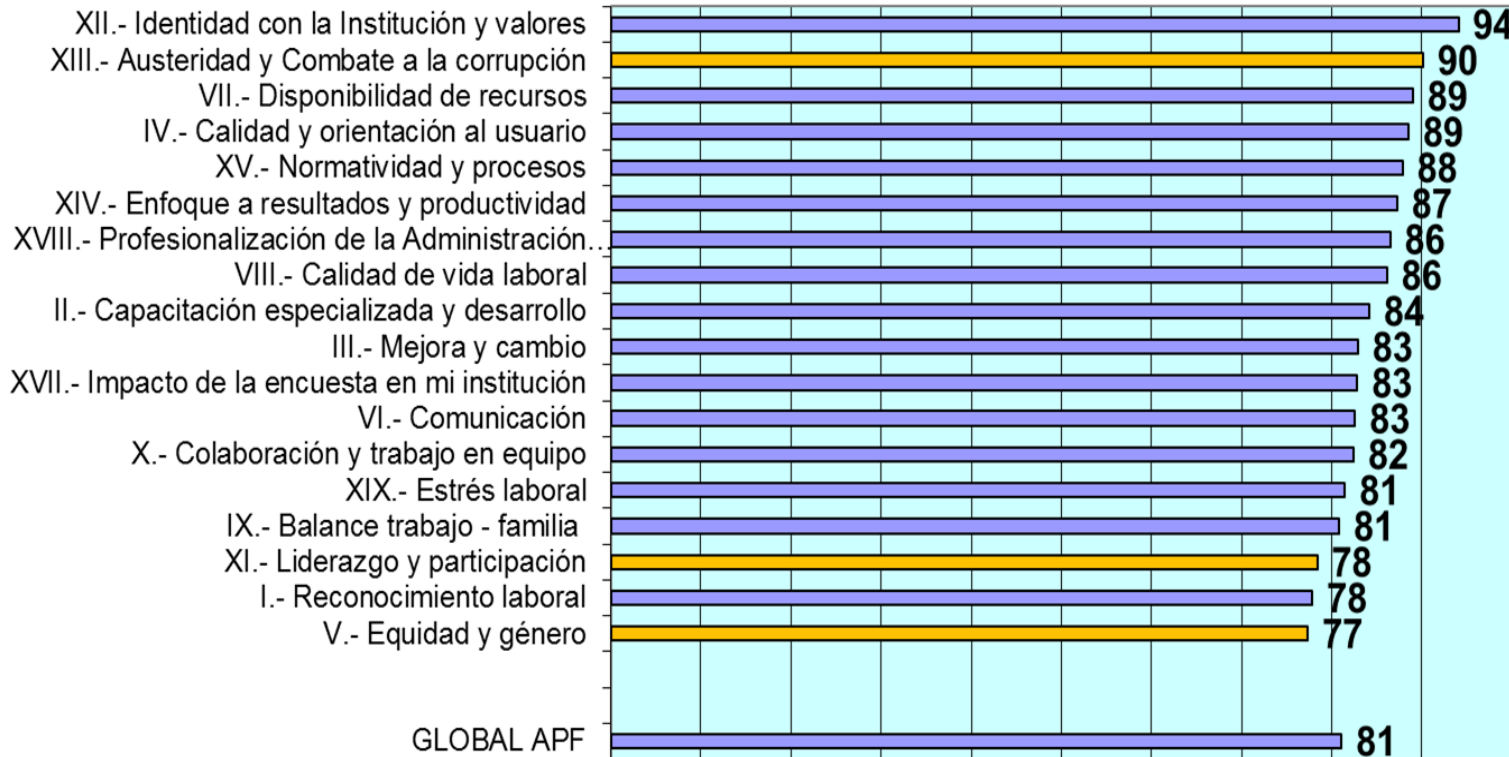 XII.- Identidad con la Institución y valores 94
XIII.- Austeridad y Combate a la corrupción 90
VII.- Disponibilidad de recursos 89
IV.- Calidad y orientación al usuario 89
XV.- Normatividad y procesos 88
XIV.- Enfoque a resultados y productividad 87
XVIII.- Profesionalización de la Administración... 86
VIII.- Calidad de vida laboral 86
II.- Capacitación especializada y desarrollo 84
III.- Mejora y cambio 83
XVII.- Impacto de la encuesta en mi institución 83
VI.- Comunicación 83
X.- Colaboración y trabajo en equipo 82
XIX.- Estrés laboral 81
IX.- Balance trabajo - familia 81
XI.- Liderazgo y participación 78
I.- Reconocimiento laboral 78
V.- Equidad y género 77
GLOBAL APF 81